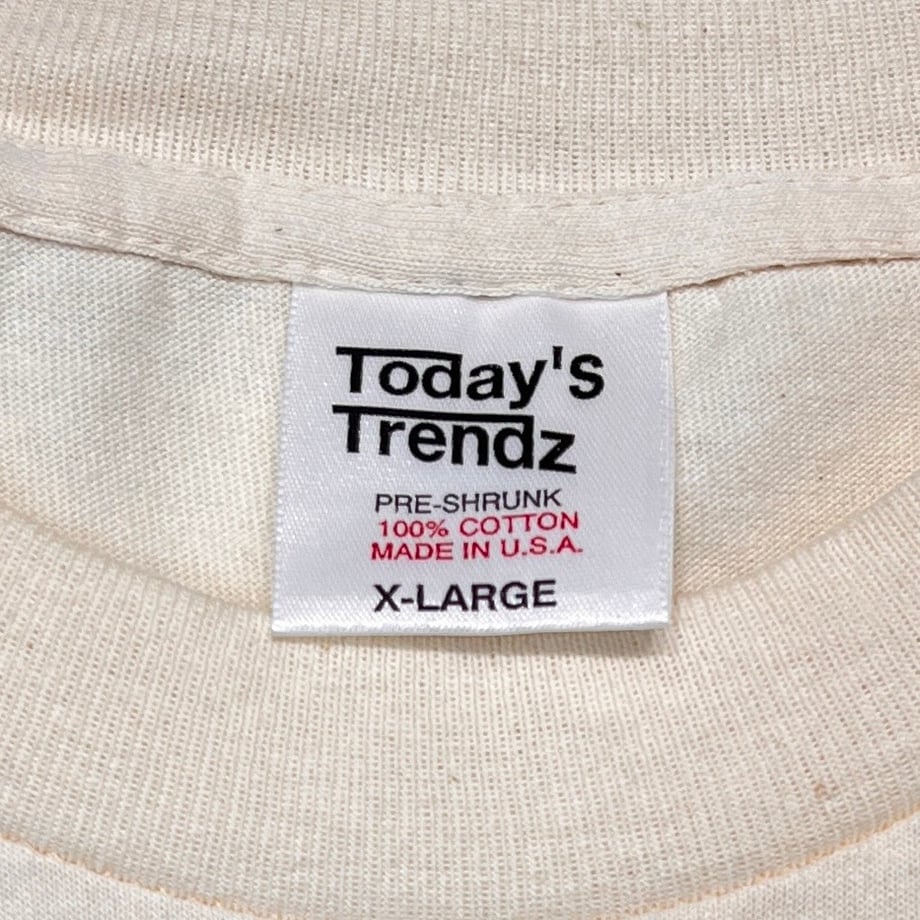 Today's
Trendz
PRE-SHRUNK
100% COTTON
MADE IN U.S.A.
X-LARGE